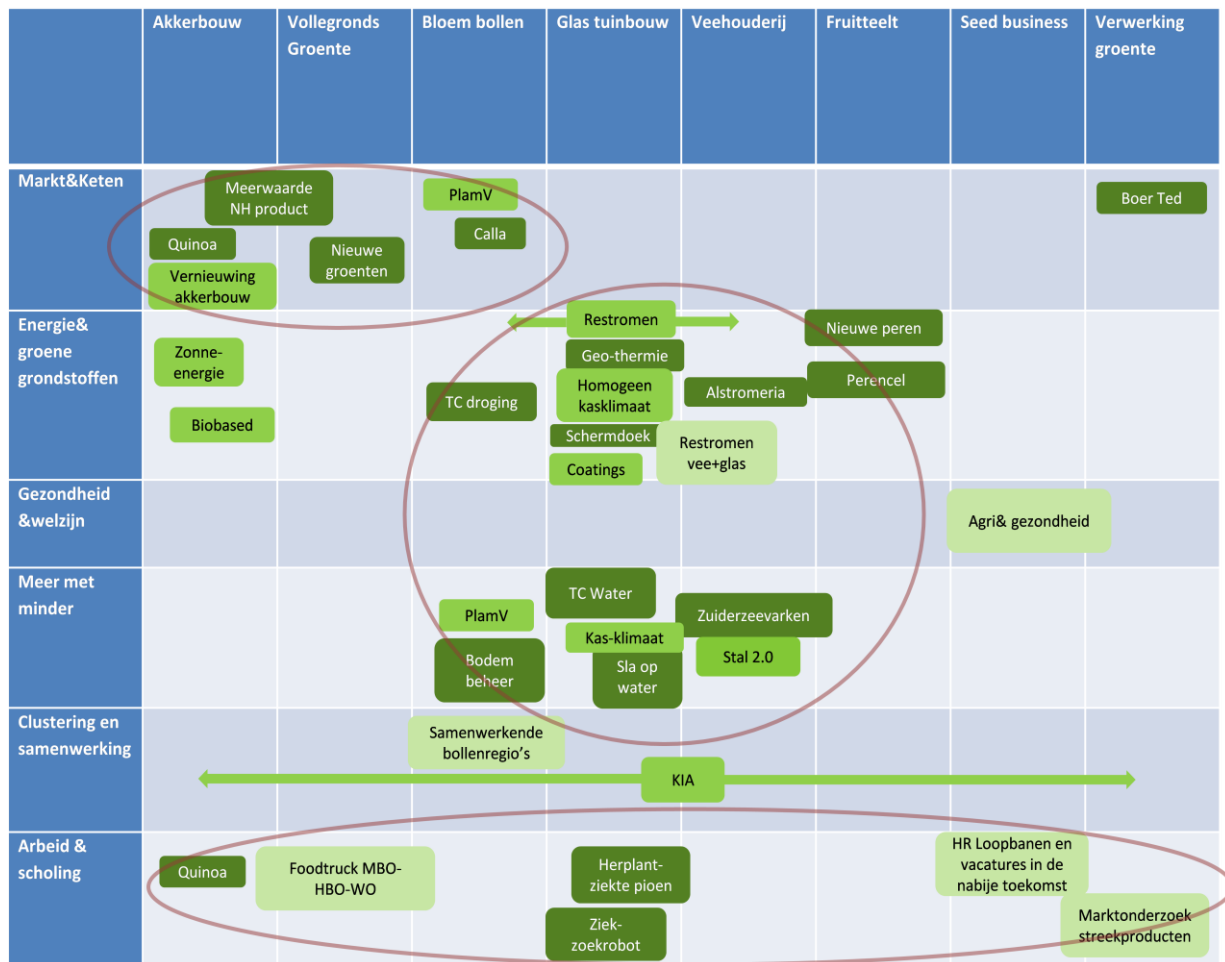 Akkerbouw
Vollegronds
Groente
Bloem bollen
Glas tuinbouw
Veehouderij
Fruitteelt
Seed business
Verwerking
groente
Markt&Keten
Meerwaarde
NH product
PlamV
Boer Ted
Quinoa
Nieuwe
groenten
Calla
Vernieuwing
akkerbouw
Energie&
groene
grondstoffen
Restromen
Nieuwe peren
Zonne-
energie
Geo-thermie
Perencel
Homogeen
kasklimaat
TC droging
Alstromeria
Biobased
Schermdoek
Restromen
vee+glas
Coatings
Gezondheid
&welzijn
Agri& gezondheid
Meer met
minder
TC Water
PlamV
Zuiderzeevarken
Kas-klimaat
Bodem
beheer
Sla op
water
Stal 2.0
Clustering en
samenwerking
Samenwerkende
bollenregio's
KIA
Arbeid &
scholing
Quinoa
Foodtruck MBO-
HBO-WO
Herplant-
ziekte pioen
HR Loopbanen en
vacatures in de
nabije toekomst
Ziek-
zoekrobot
Marktonderzoek
streekproducten